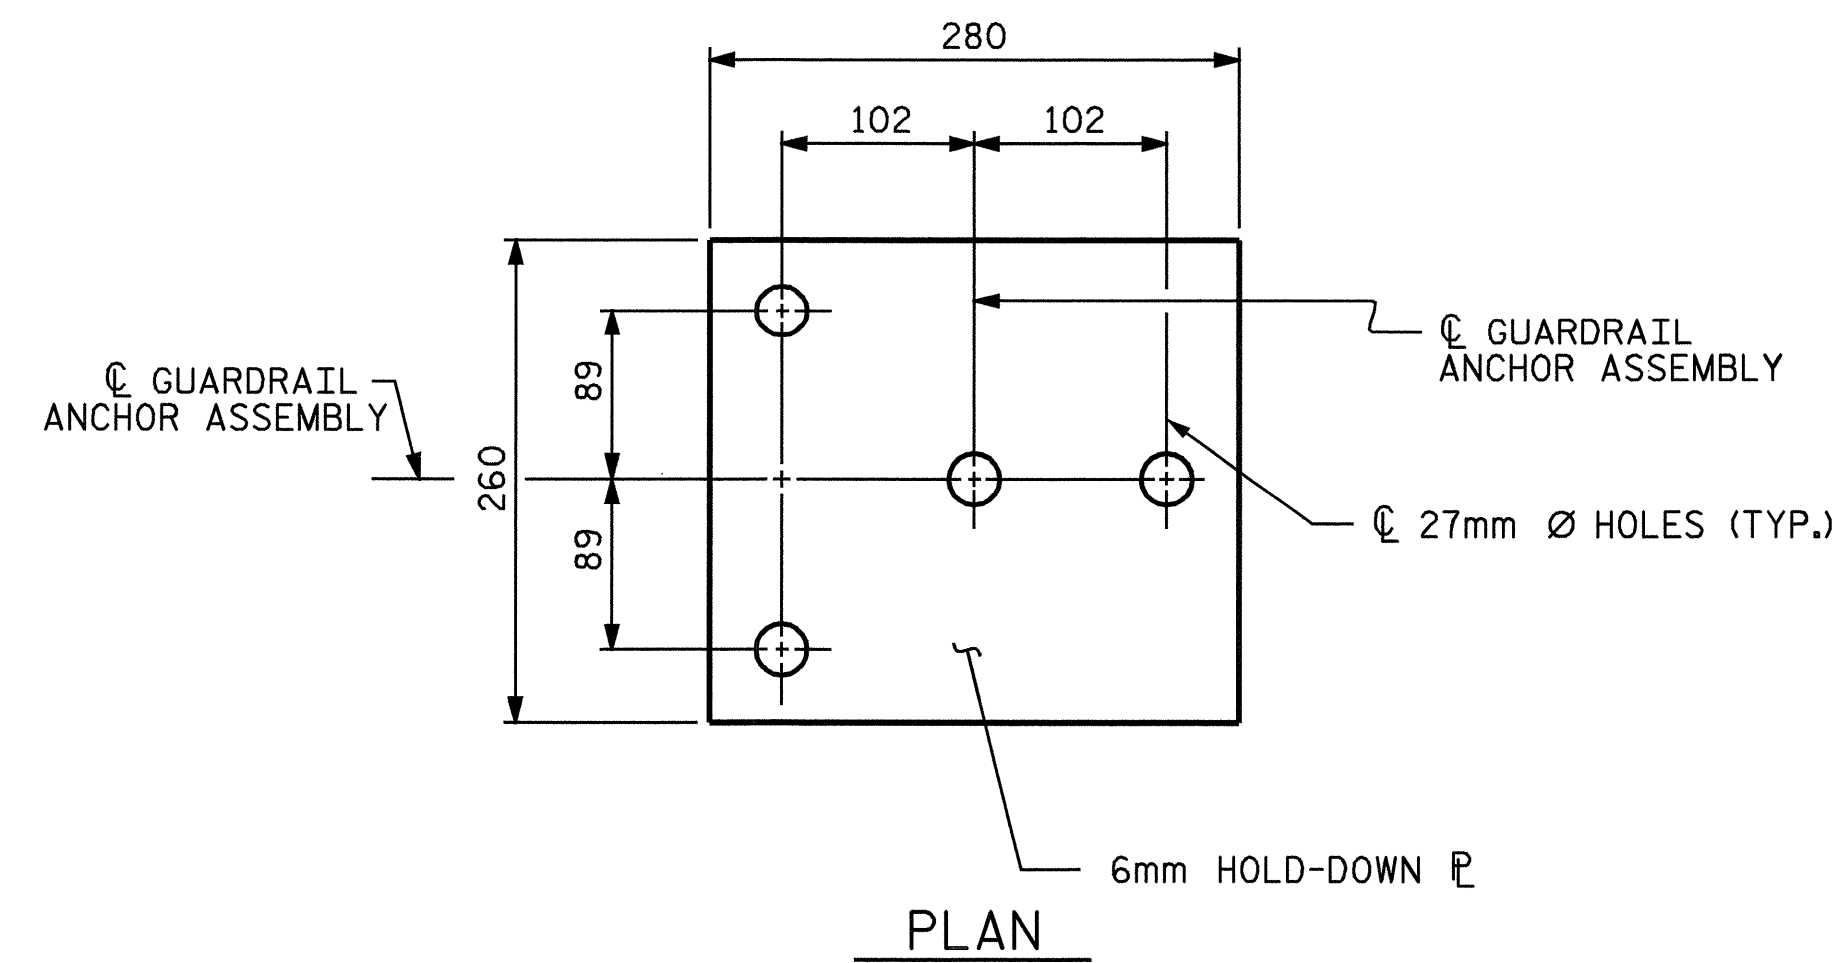 280
102 102
℄ GUARDRAIL
ANCHOR ASSEMBLY
℄ GUARDRAIL
ANCHOR ASSEMBLY
89
260
89
℄ 27mm Ø HOLES (TYP.)
6mm HOLD-DOWN ⅊
PLAN